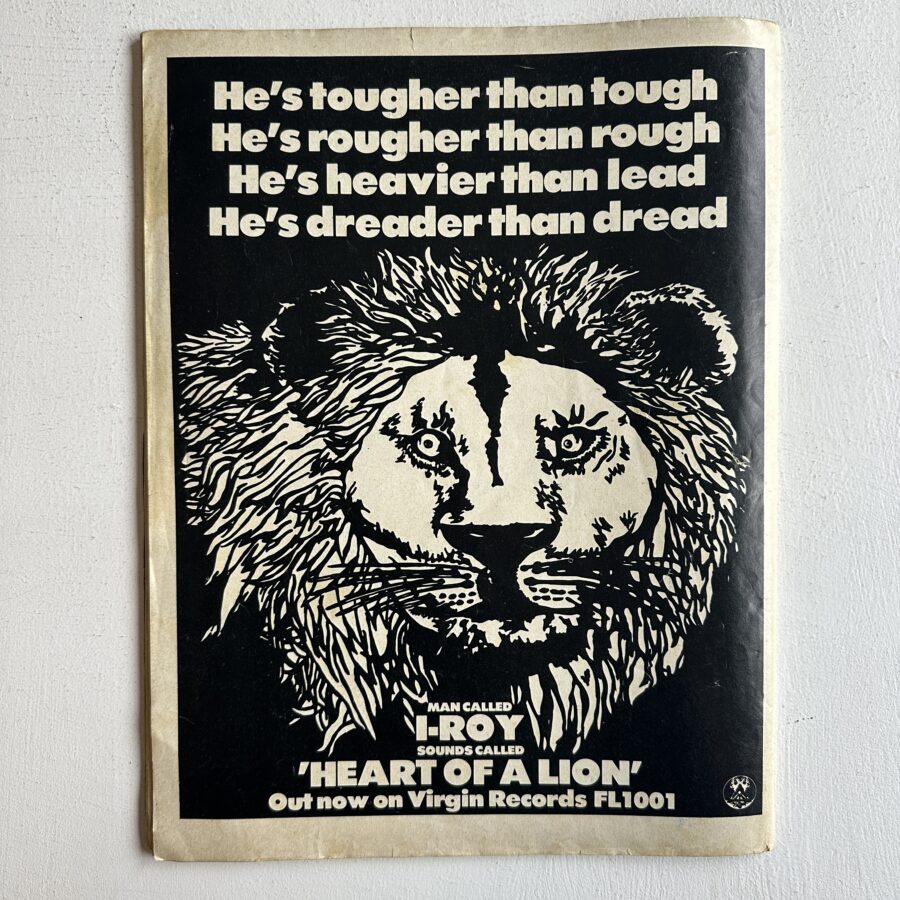 He's tougher than tough
He's rougher than rough
He's heavier than lead
He's dreader than dread
MAN CALLED
I-ROY
SOUNDS CALLED
'HEART OF A LION'
Out now on Virgin Records FL1001